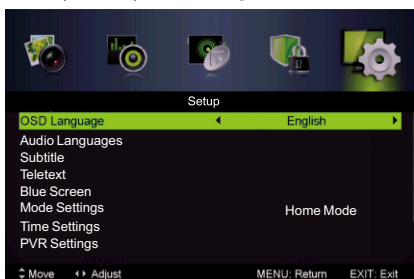 Setup
OSD Language English
Audio Languages
Subtitle
Teletext
Blue Screen
Mode Settings Home Mode
Time Settings
PVR Settings
Move Adjust MENU: Return EXIT: Exit